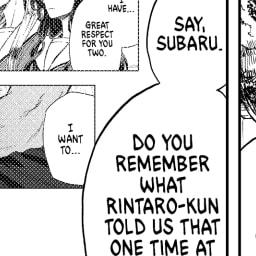 SAY,
SUBARU.
HAVE...
GREAT
RESPECT
FOR YOU
TWO.
DO YOU
REMEMBER
WHAT
RINTARO-KUN
TOLD US THAT
ONE TIME AT
I
WANT
TO...